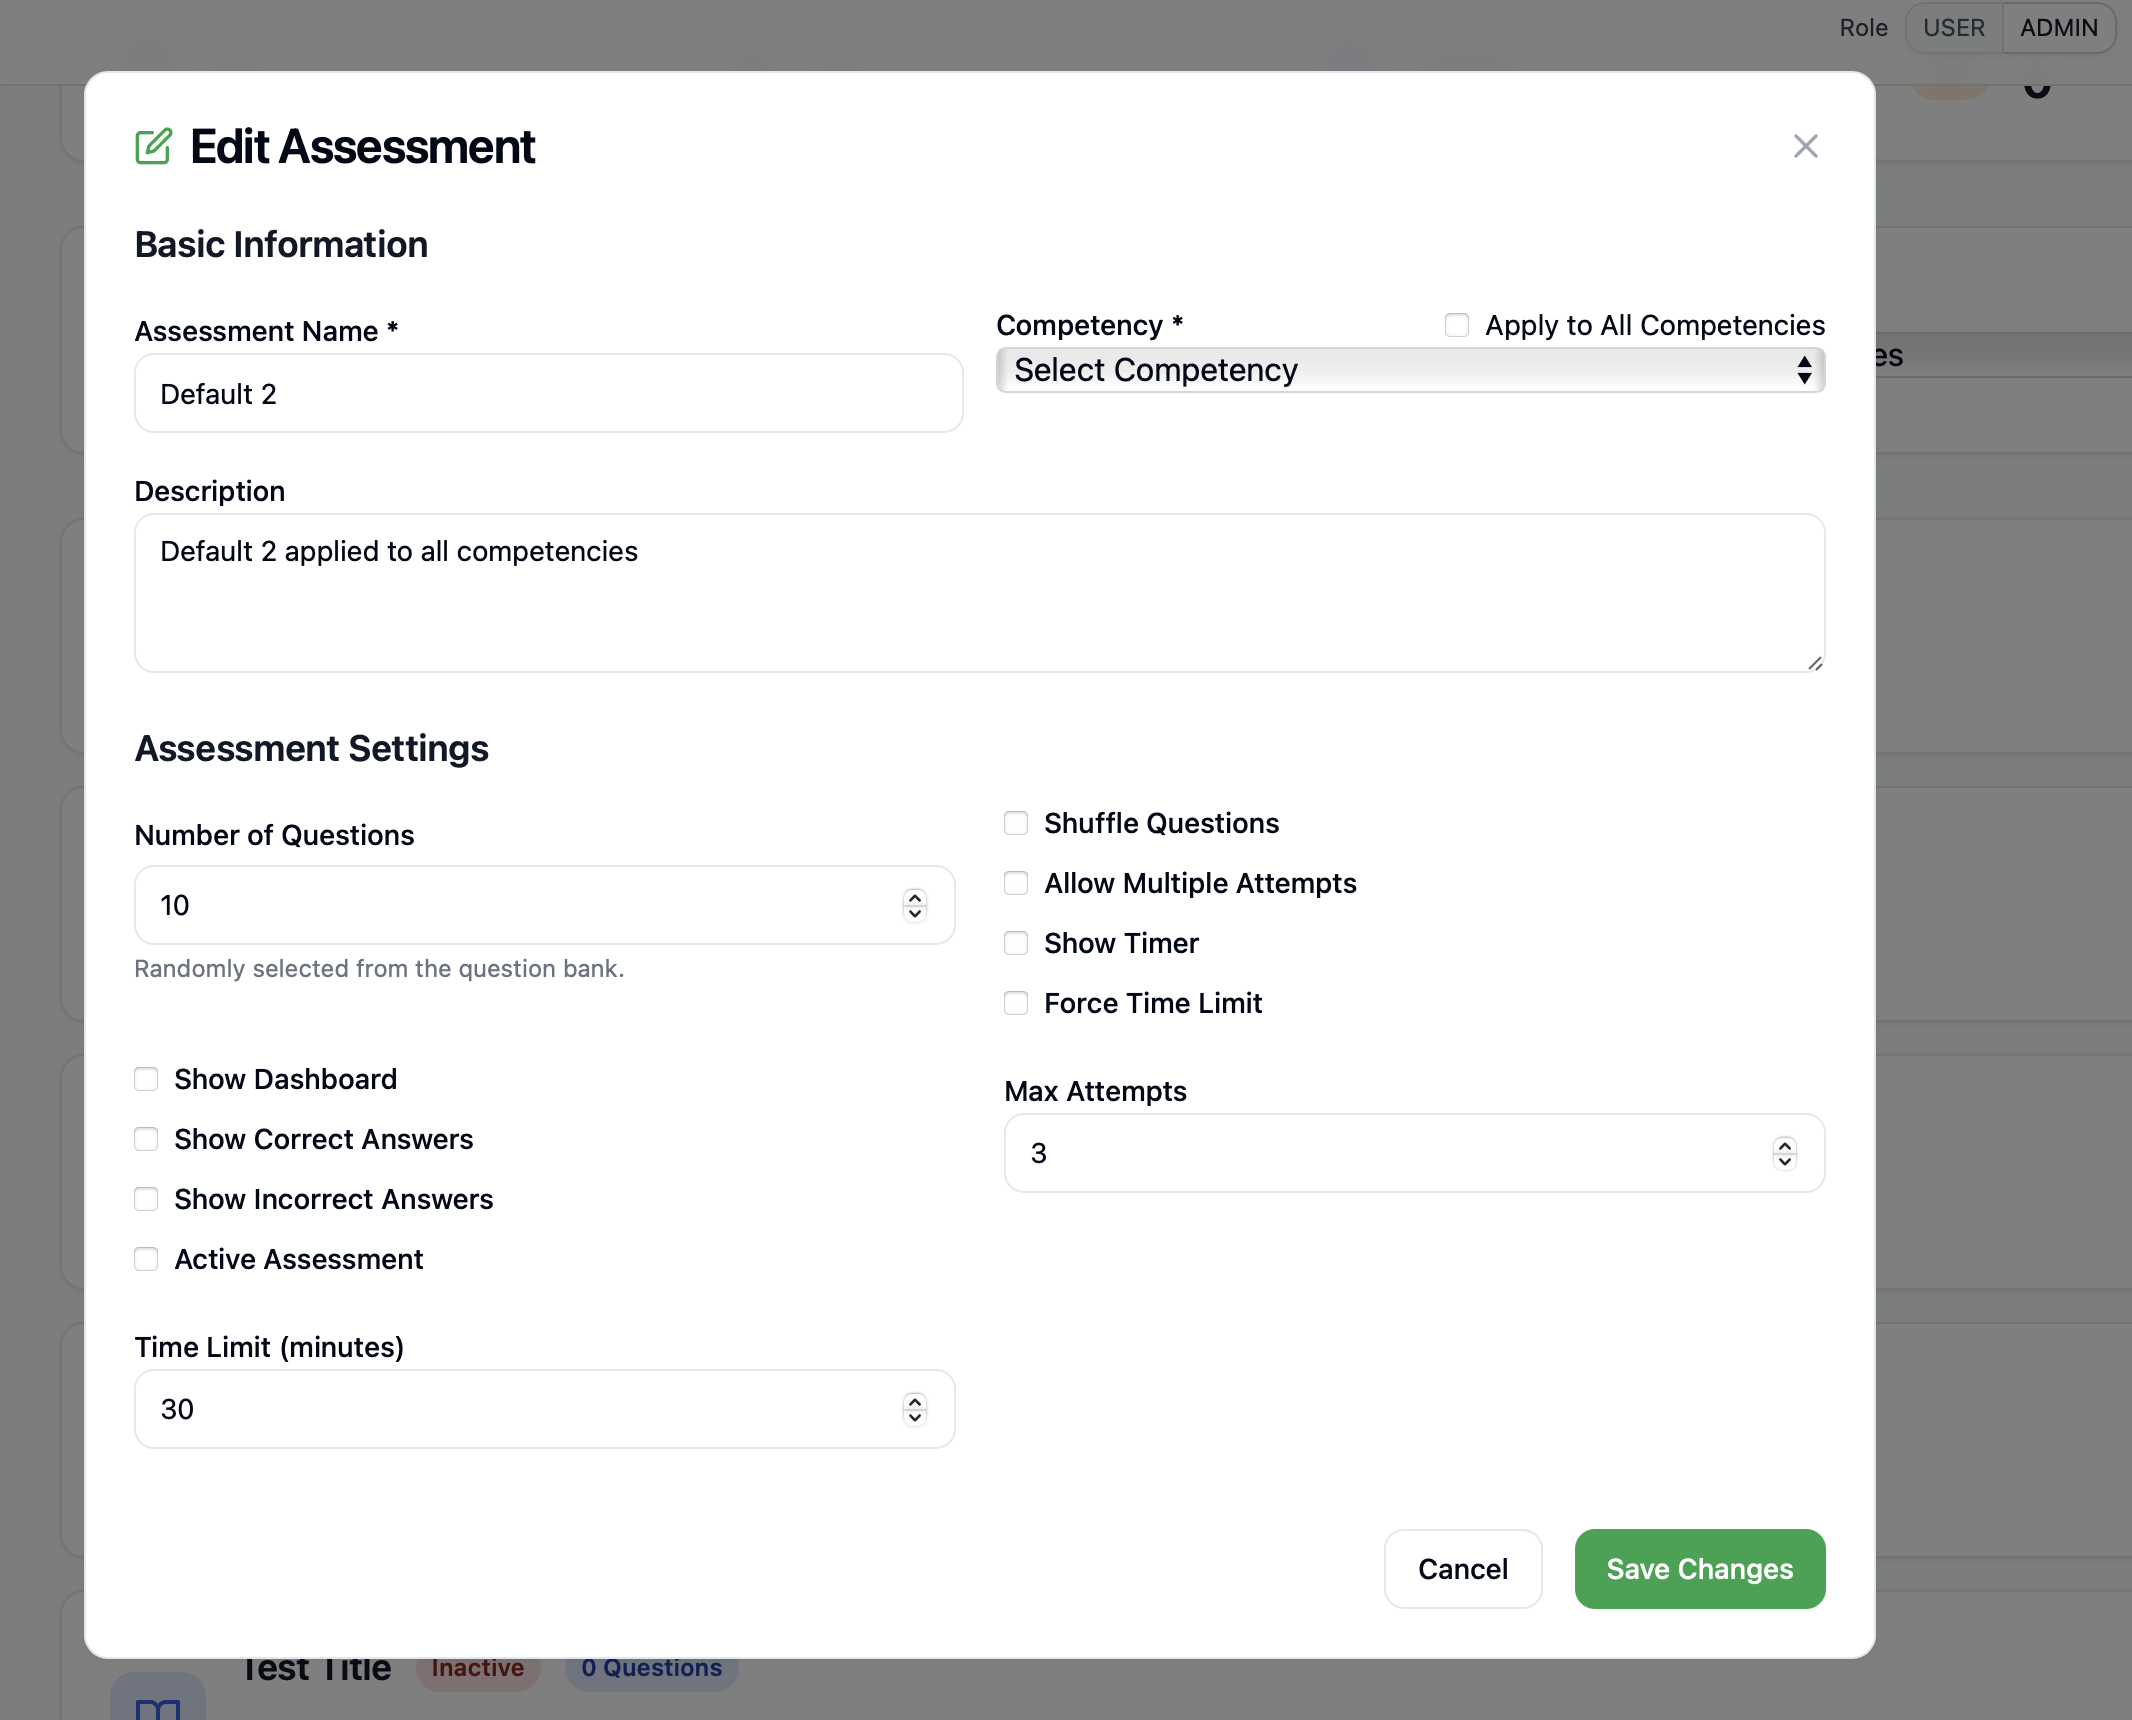 Role USER ADMIN
Edit Assessment
Basic Information
Assessment Name *
Default 2
Competency *
Apply to All Competencies
Select Competency
es
Description
Default 2 applied to all competencies
Assessment Settings
Number of Questions
10
Randomly selected from the question bank.
Shuffle Questions
Allow Multiple Attempts
Show Timer
Force Time Limit
Show Dashboard
Show Correct Answers
Show Incorrect Answers
Active Assessment
Max Attempts
3
Time Limit (minutes)
30
Cancel
Save Changes
Test Title Inactive 0 Questions